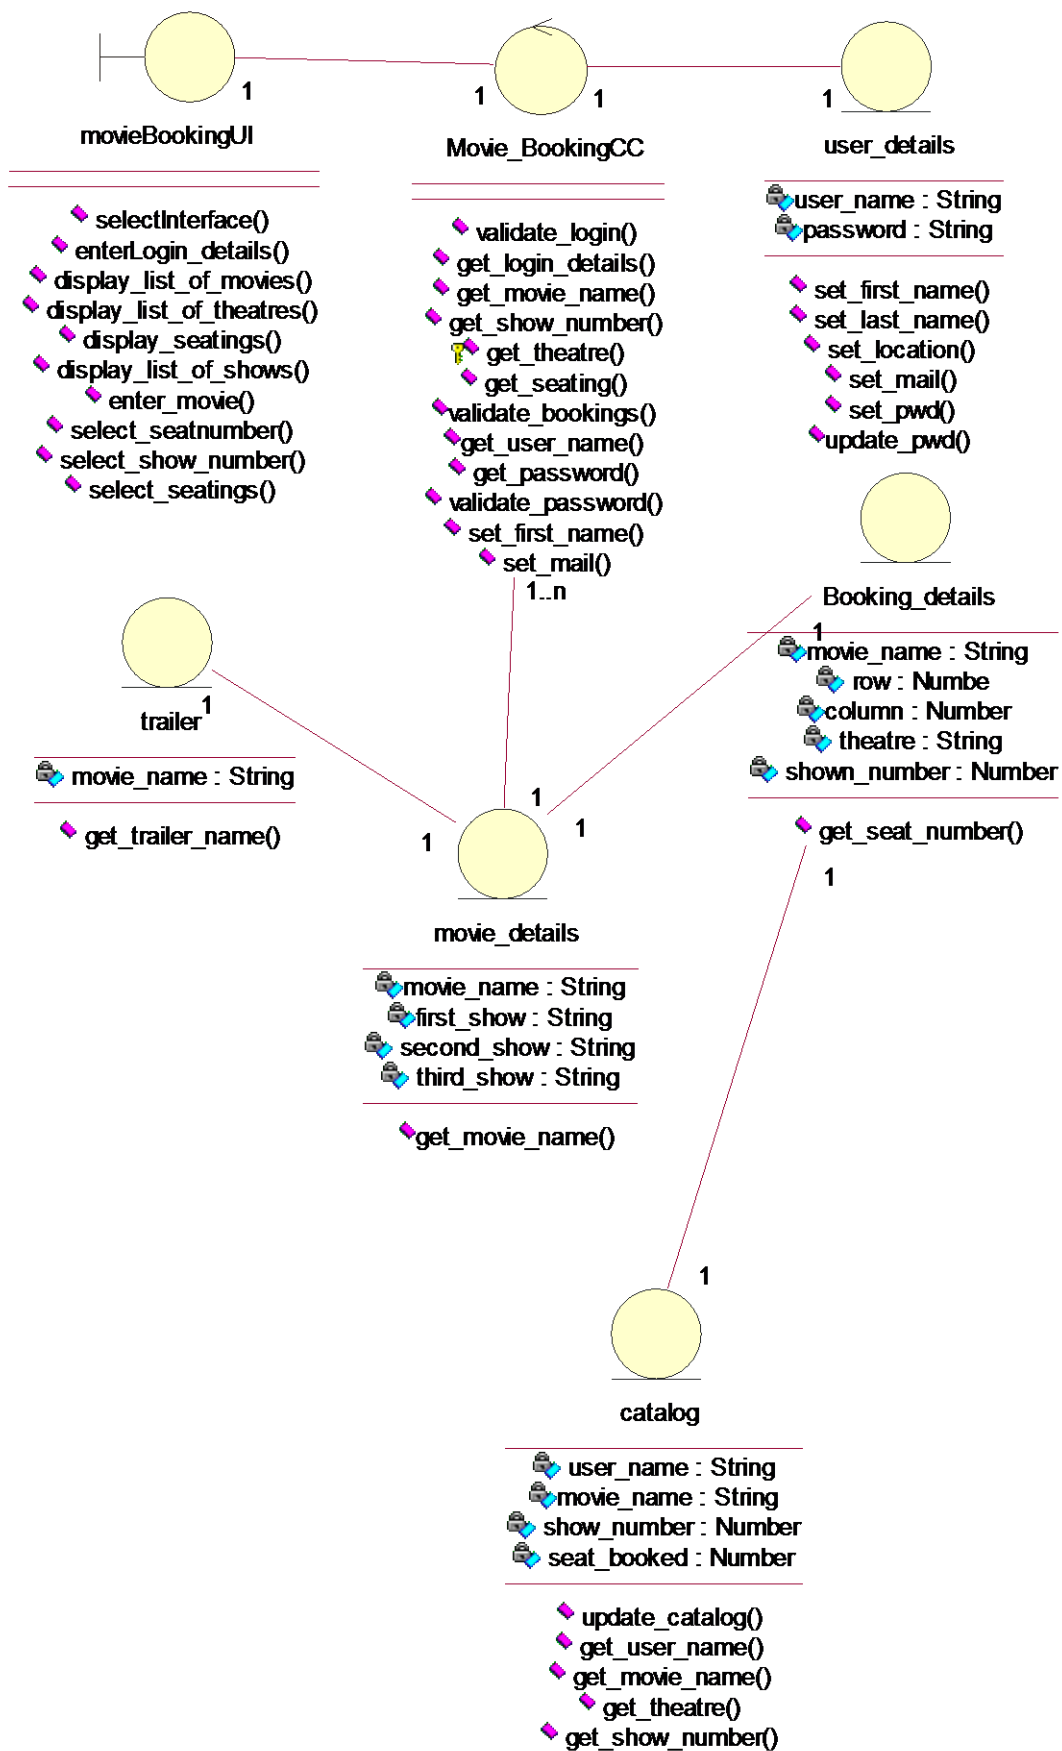 1
movieBookingUI
selectInterface()
enterLogin_details()
display_list_of_movies()
display_list_of_theatres()
display_seatings()
display_list_of_shows()
enter_movie()
select_seatnumber()
select_show_number()
select_seatings()
1
1
Movie_BookingCC
validate_login()
get_login_details()
get_movie_name()
get_show_number()
get_theatre()
get_seating()
validate_bookings()
get_user_name()
get_password()
validate_password()
set_first_name()
set_mail()
1..n
1
user_details
user_name : String
password : String
set_first_name()
set_last_name()
set_location()
set_mail()
set_pwd()
update_pwd()
Booking_details
1
movie_name : String
row : Numbe
column : Number
theatre : String
shown_number : Number
get_seat_number()
1
1
trailer
movie_name : String
get_trailer_name()
1
1
1
movie_details
movie_name : String
first_show : String
second_show : String
third_show : String
get_movie_name()
1
catalog
user_name : String
movie_name : String
show_number : Number
seat_booked : Number
update_catalog()
get_user_name()
get_movie_name()
get_theatre()
get_show_number()